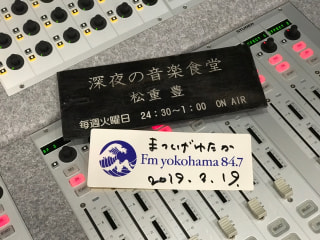 深夜の音楽食堂
松重 豊
毎週火曜日 24:30~1:00 ON AIR
まつしげゆたか
Fm yokohama 84.7
2019.2.19.